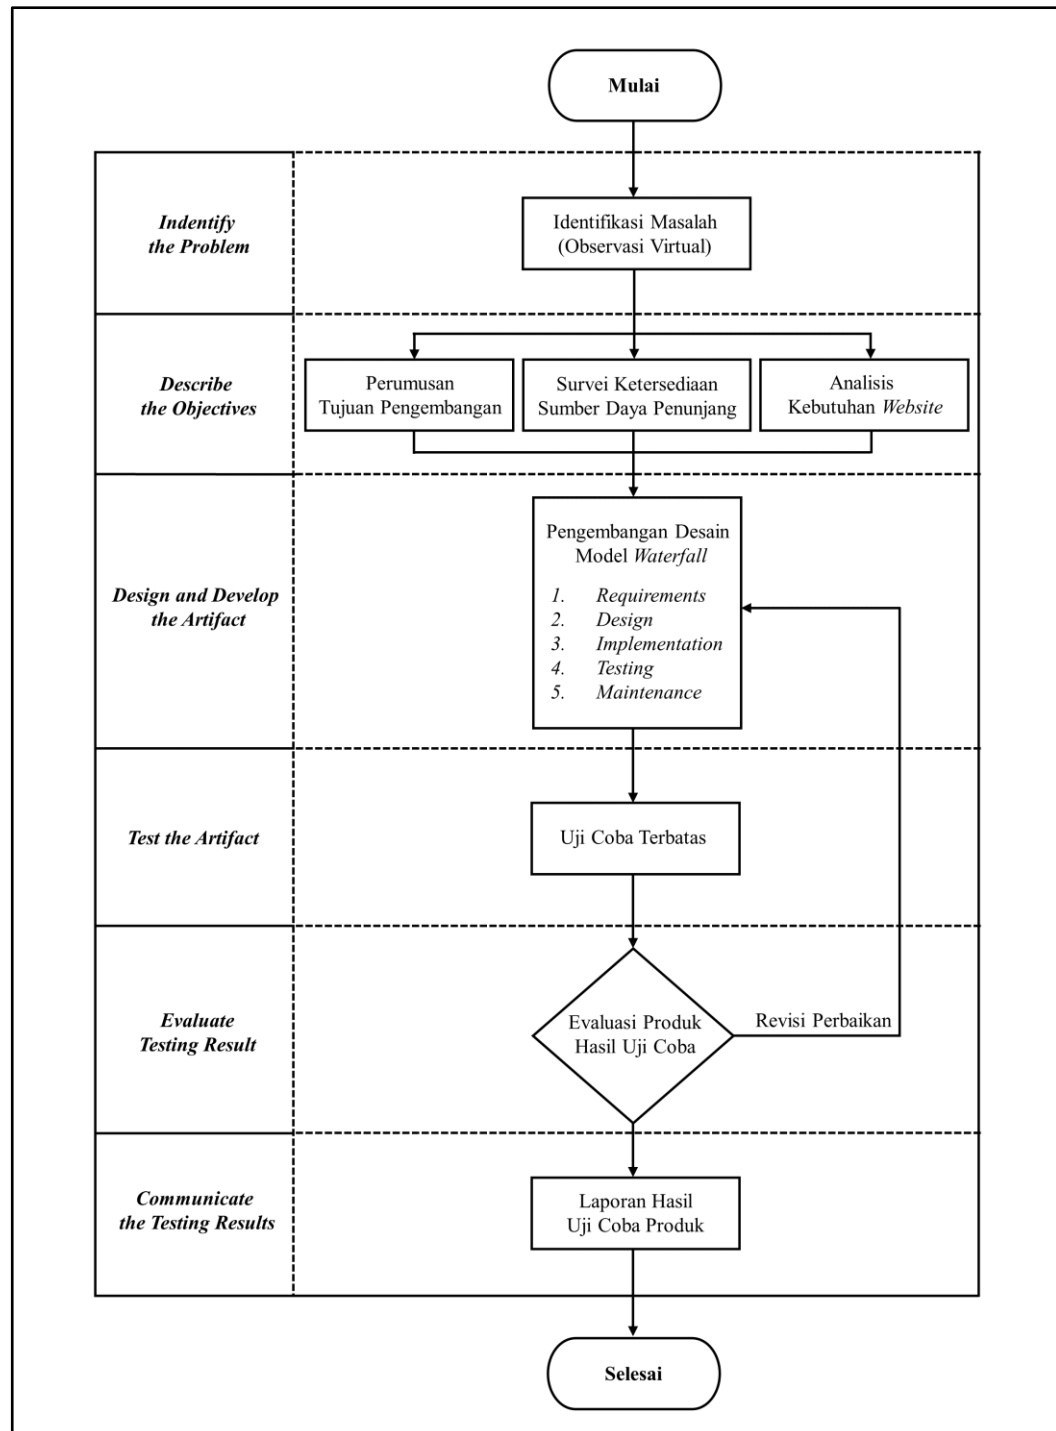 Mulai
Indentify
the Problem
Identifikasi Masalah
(Observasi Virtual)
Describe
the Objectives
Perumusan
Tujuan Pengembangan
Survei Ketersediaan
Sumber Daya Penunjang
Analisis
Kebutuhan Website
Design and Develop
the Artifact
Pengembangan Desain
Model Waterfall
1. Requirements
2. Design
3. Implementation
4. Testing
5. Maintenance
Test the Artifact
Uji Coba Terbatas
Evaluate
Testing Result
Evaluasi Produk
Hasil Uji Coba
Revisi Perbaikan
Communicate
the Testing Results
Laporan Hasil
Uji Coba Produk
Selesai